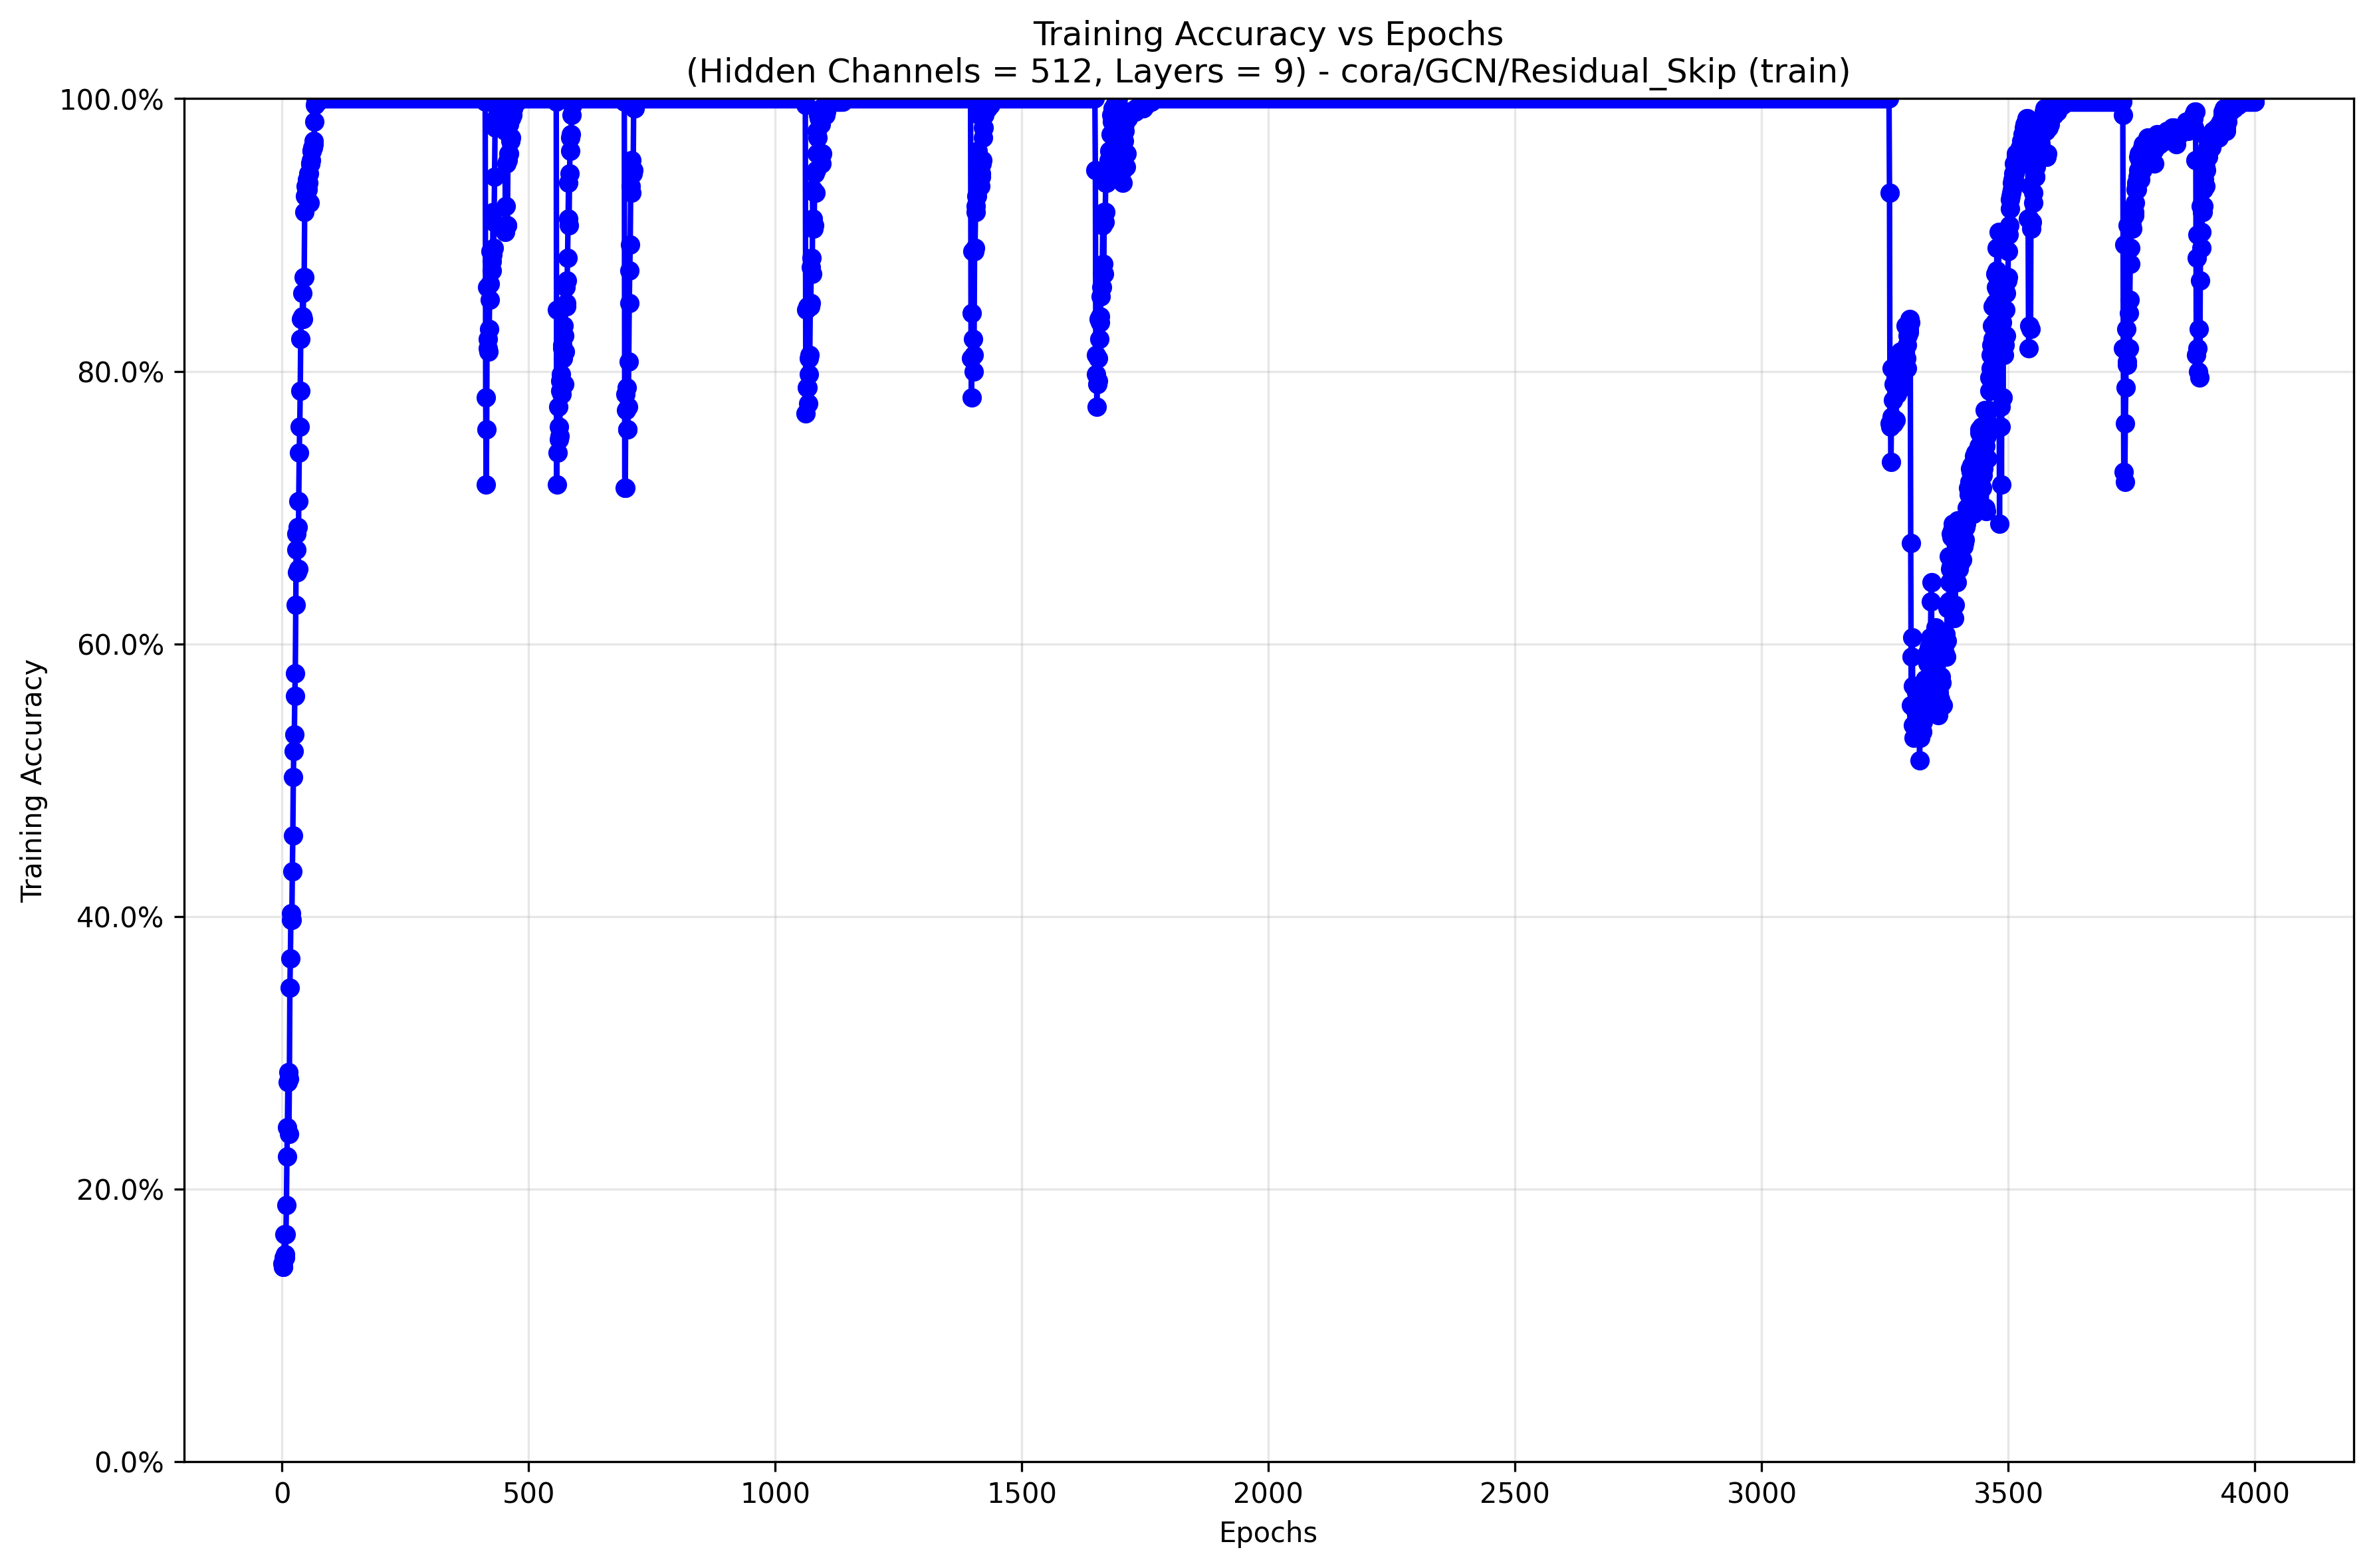 Training Accuracy vs Epochs
(Hidden Channels = 512, Layers = 9) - cora/GCN/Residual_Skip (train)
100.0%
80.0%
60.0%
40.0%
20.0%
0.0%
Training Accuracy
0 500 1000 1500 2000 2500 3000 3500 4000
Epochs